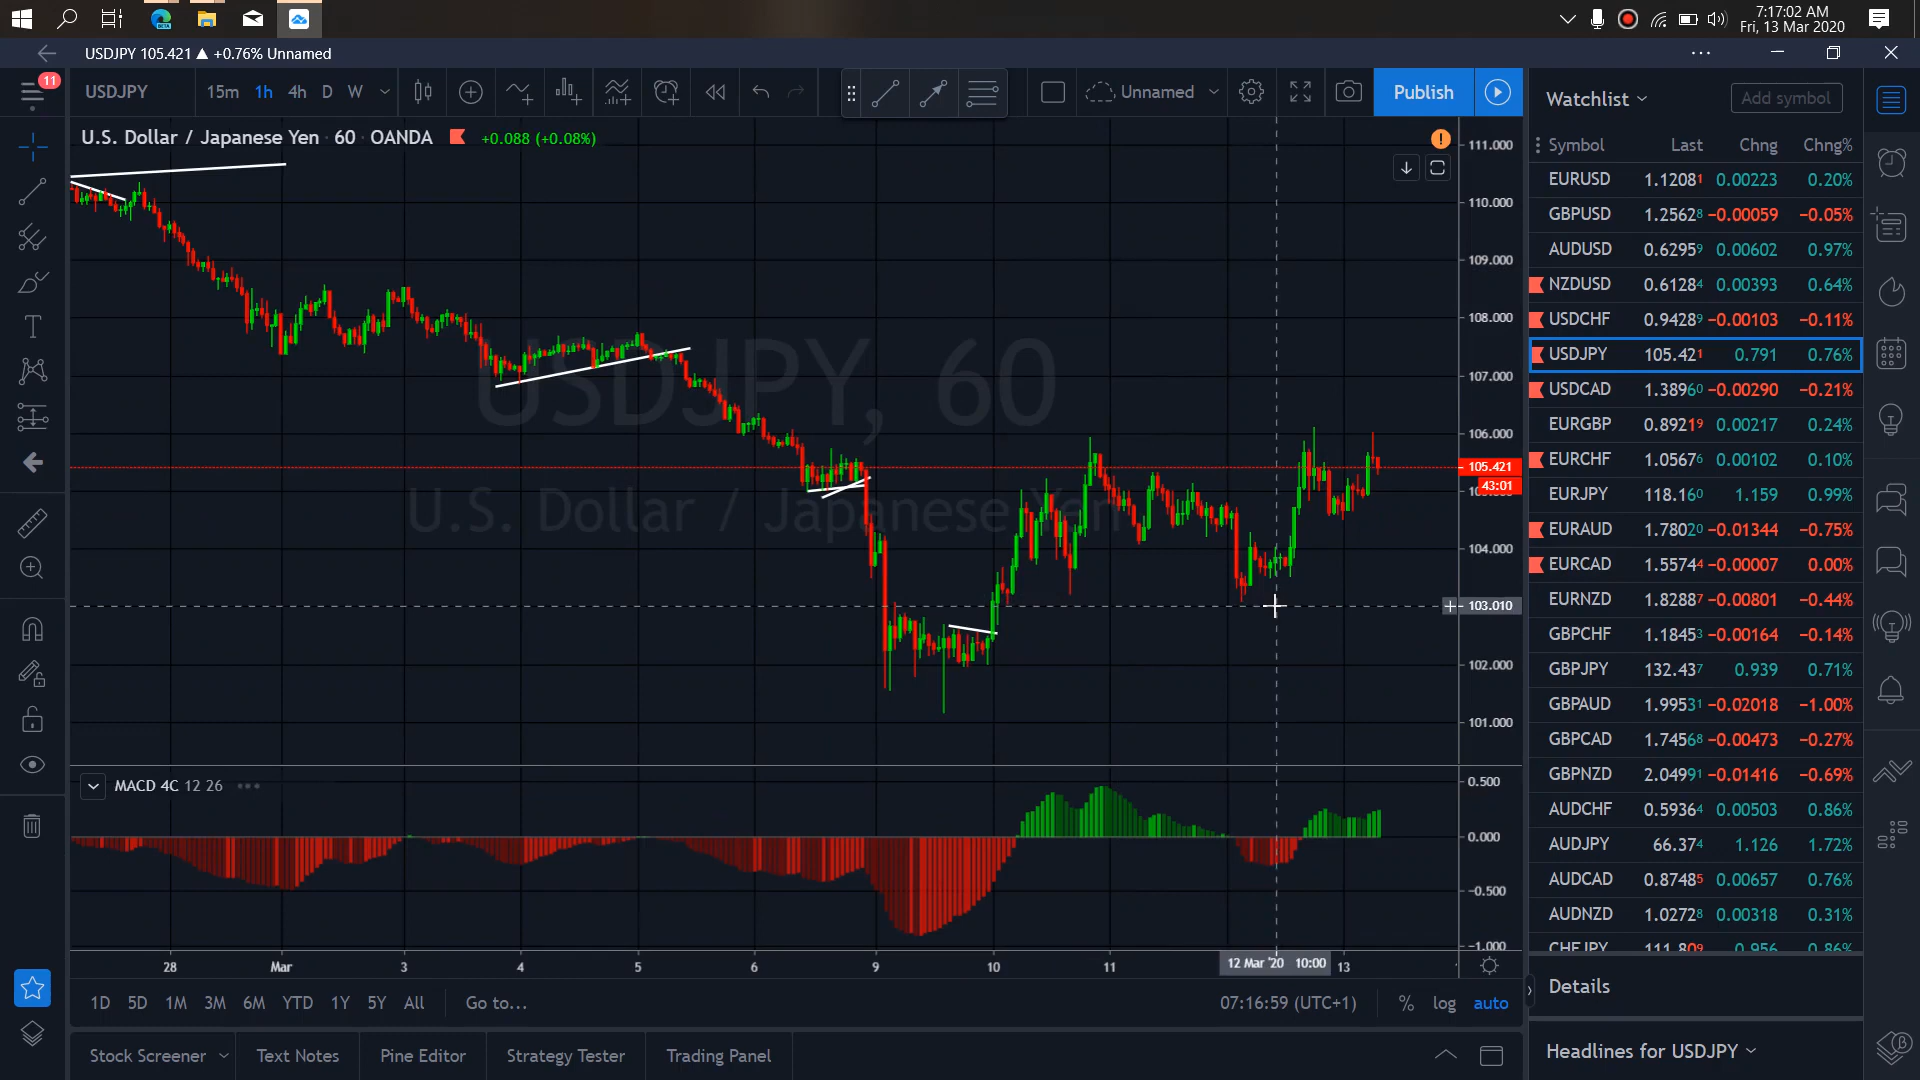 7:17:02 AM
Fri, 13 Mar 2020
USDJPY 105.421 ▲ +0.76% Unnamed
11
USDJPY 15m 1h 4h D W Unnamed Publish
U.S. Dollar / Japanese Yen · 60 · OANDA +0.088 (+0.08%)
USDJPY, 60
U.S. Dollar / Japanese Yen
111.000
110.000
109.000
108.000
107.000
106.000
105.421
43:01
104.000
103.010
102.000
101.000
MACD 4C 12 26
0.500
0.000
-0.500
-1.000
28 Mar 3 4 5 6 9 10 11 12 Mar '20 10:00 13
1D 5D 1M 3M 6M YTD 1Y 5Y All Go to... 07:16:59 (UTC+1) % log auto
Stock Screener Text Notes Pine Editor Strategy Tester Trading Panel
Watchlist Add symbol
Symbol Last Chng Chng%
EURUSD 1.12081 0.00223 0.20%
GBPUSD 1.25628 −0.00059 −0.05%
AUDUSD 0.62959 0.00602 0.97%
NZDUSD 0.61284 0.00393 0.64%
USDCHF 0.94289 −0.00103 −0.11%
USDJPY 105.421 0.791 0.76%
USDCAD 1.38960 −0.00290 −0.21%
EURGBP 0.89219 0.00217 0.24%
EURCHF 1.05676 0.00102 0.10%
EURJPY 118.160 1.159 0.99%
EURAUD 1.78020 −0.01344 −0.75%
EURCAD 1.55744 −0.00007 0.00%
EURNZD 1.82887 −0.00801 −0.44%
GBPCHF 1.18453 −0.00164 −0.14%
GBPJPY 132.437 0.939 0.71%
GBPAUD 1.99531 −0.02018 −1.00%
GBPCAD 1.74568 −0.00473 −0.27%
GBPNZD 2.04991 −0.01416 −0.69%
AUDCHF 0.59364 0.00503 0.86%
AUDJPY 66.374 1.126 1.72%
AUDCAD 0.87485 0.00657 0.76%
AUDNZD 1.02728 0.00318 0.31%
CHFJPY 111.809 0.956 0.86%
Details
Headlines for USDJPY